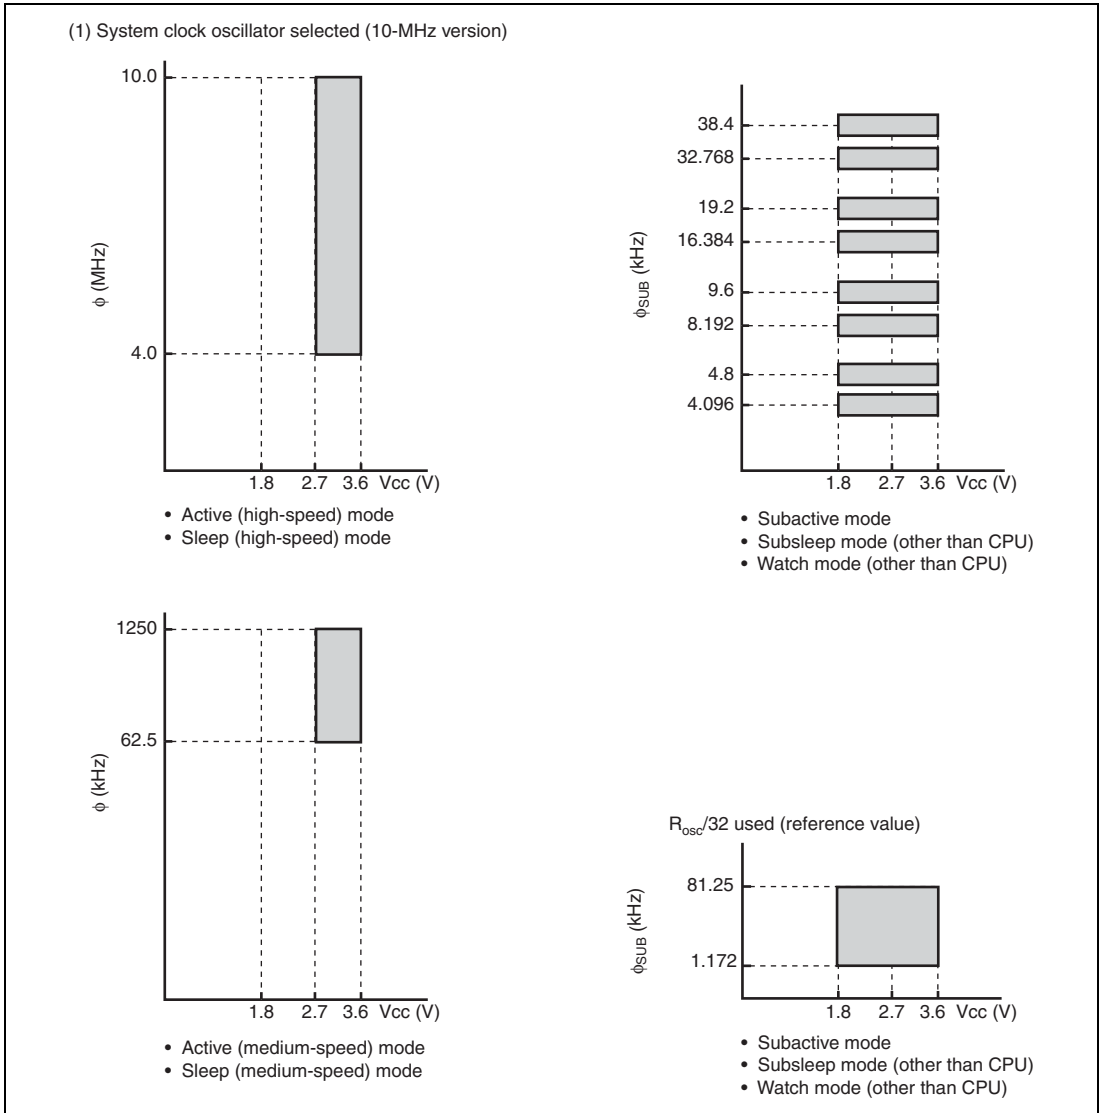 (1) System clock oscillator selected (10-MHz version)
10.0
4.0
φ (MHz)
1.8 2.7 3.6 Vcc (V)
• Active (high-speed) mode
• Sleep (high-speed) mode
38.4
32.768
19.2
16.384
9.6
8.192
4.8
4.096
φSUB (kHz)
1.8 2.7 3.6 Vcc (V)
• Subactive mode
• Subsleep mode (other than CPU)
• Watch mode (other than CPU)
1250
62.5
φ (kHz)
1.8 2.7 3.6 Vcc (V)
• Active (medium-speed) mode
• Sleep (medium-speed) mode
Rosc/32 used (reference value)
81.25
1.172
φSUB (kHz)
1.8 2.7 3.6 Vcc (V)
• Subactive mode
• Subsleep mode (other than CPU)
• Watch mode (other than CPU)